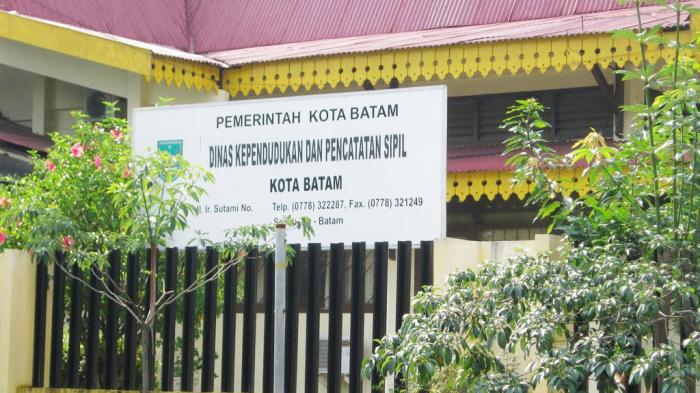 PEMERINTAH KOTA BATAM
DINAS KEPENDUDUKAN DAN PENCATATAN SIPIL
KOTA BATAM
Ir. Sutami No. Telp. (0778) 322287, Fax. (0778) 321249
- Batam